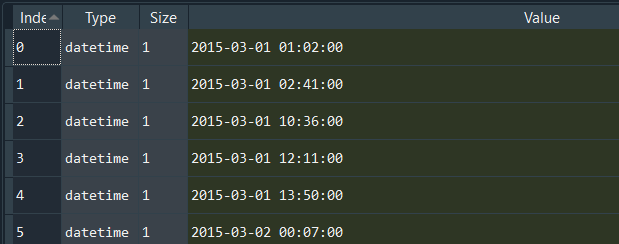 Inde Type Size Value
0 datetime 1 2015-03-01 01:02:00
1 datetime 1 2015-03-01 02:41:00
2 datetime 1 2015-03-01 10:36:00
3 datetime 1 2015-03-01 12:11:00
4 datetime 1 2015-03-01 13:50:00
5 datetime 1 2015-03-02 00:07:00